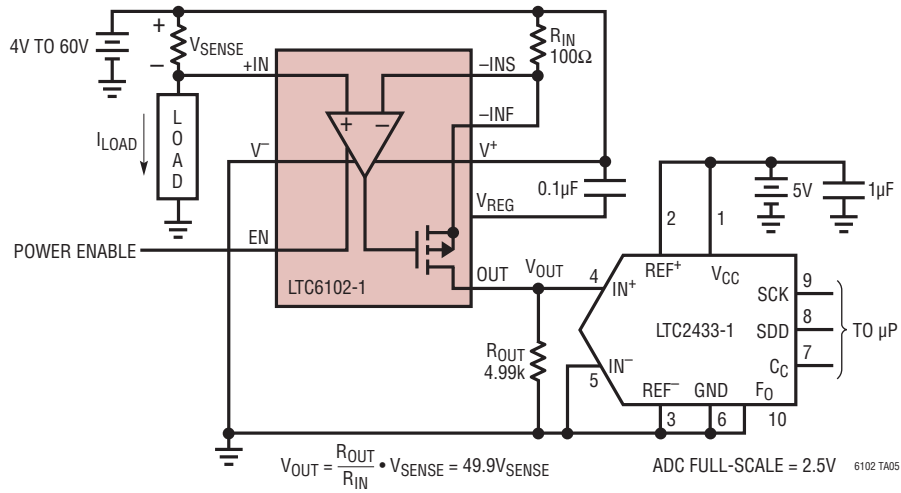 4V TO 60V
+
VSENSE
–
RIN
100Ω
+IN
–INS
+ –
–INF
ILOAD
LOAD
V–
V+
0.1µF
VREG
5V
1µF
2
1
POWER ENABLE
EN
OUT
VOUT
LTC6102-1
4
IN+
REF+
VCC
9
SCK
LTC2433-1
8
SDD
TO µP
7
CC
ROUT
4.99k
IN–
5
REF–
GND
FO
3
6
10
VOUT = ROUT/RIN • VSENSE = 49.9VSENSE
ADC FULL-SCALE = 2.5V
6102 TA05